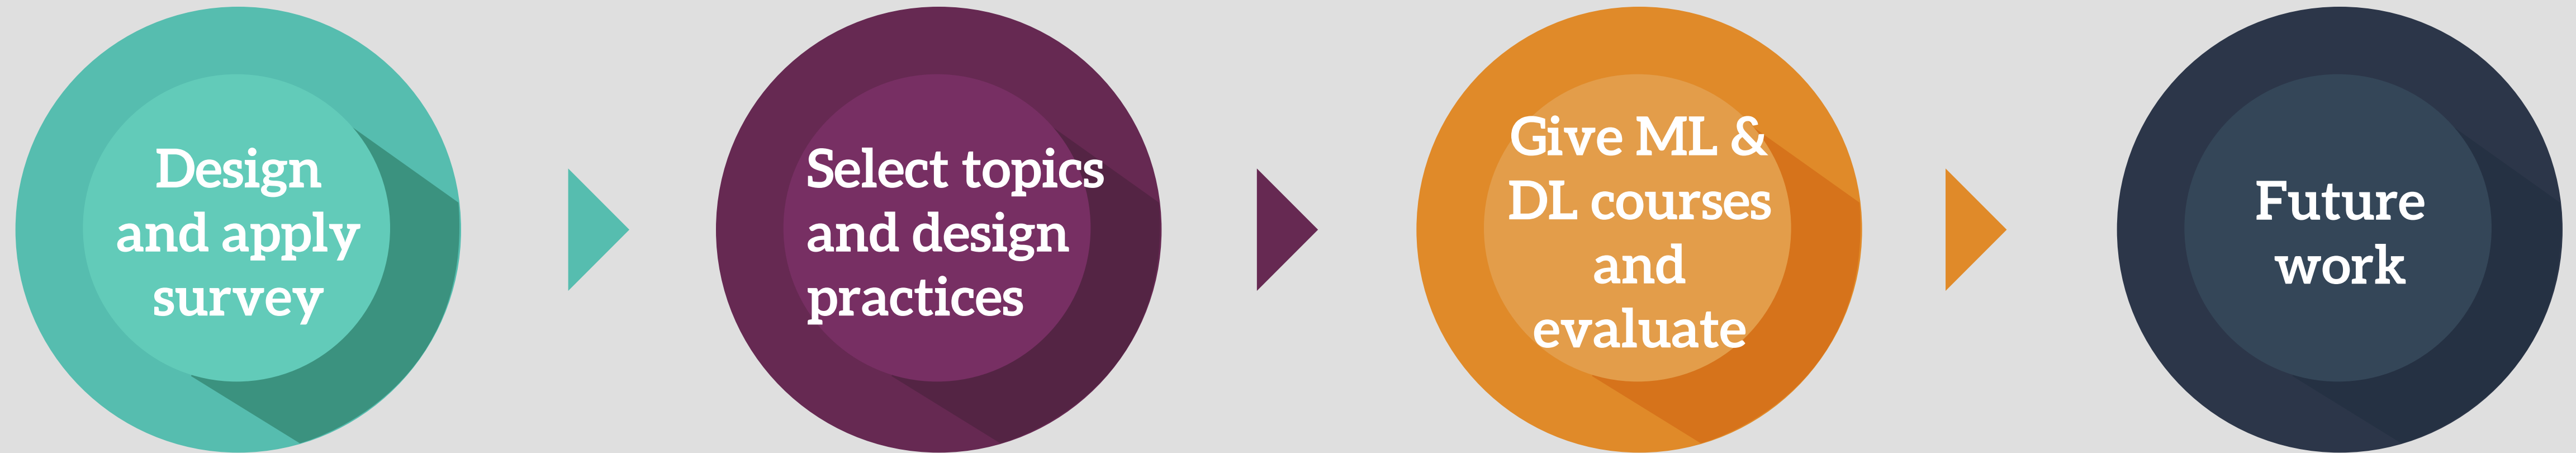 Design
and apply
survey
Select topics
and design
practices
Give ML &
DL courses
and
evaluate
Future
work